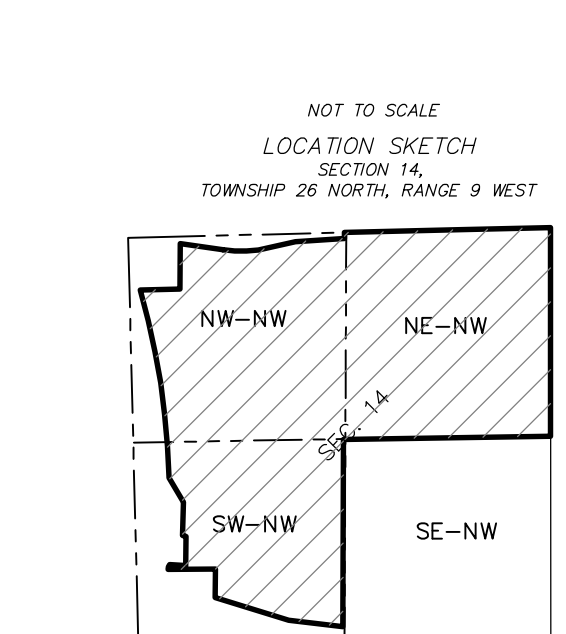 NOT TO SCALE
LOCATION SKETCH
SECTION 14,
TOWNSHIP 26 NORTH, RANGE 9 WEST
NW-NW
NE-NW
SEC. 14
SW-NW
SE-NW